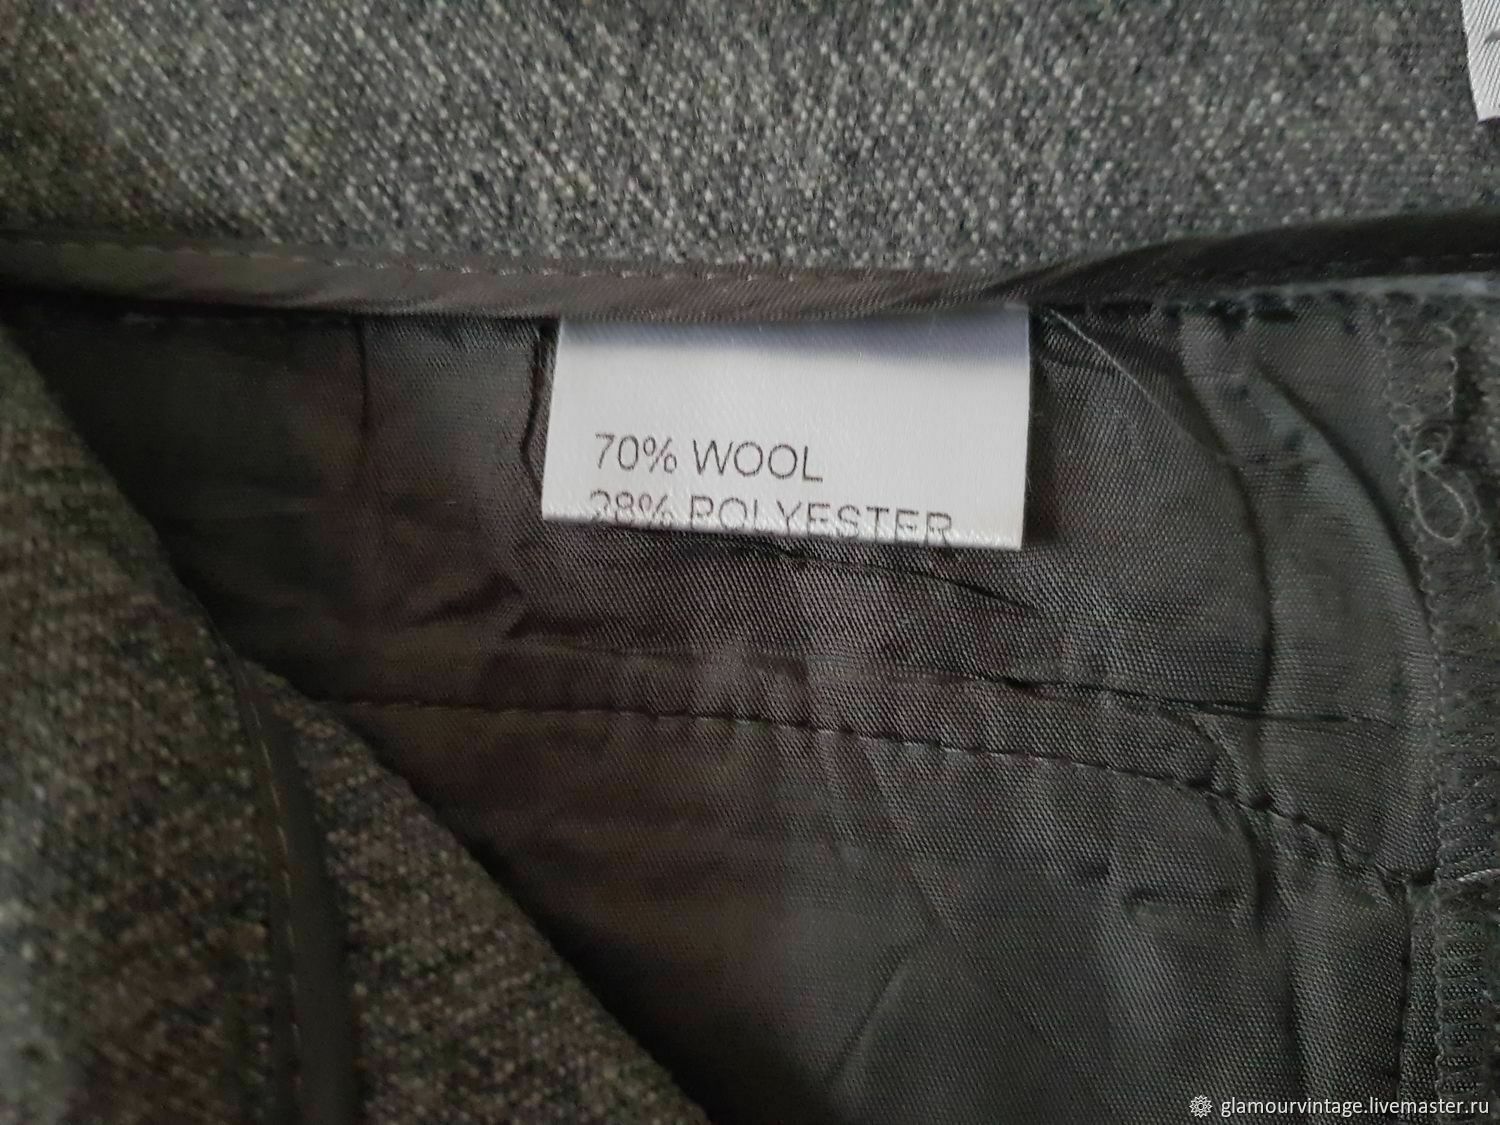 70% WOOL
28% POLYESTER
glamourvintage.livemaster.ru